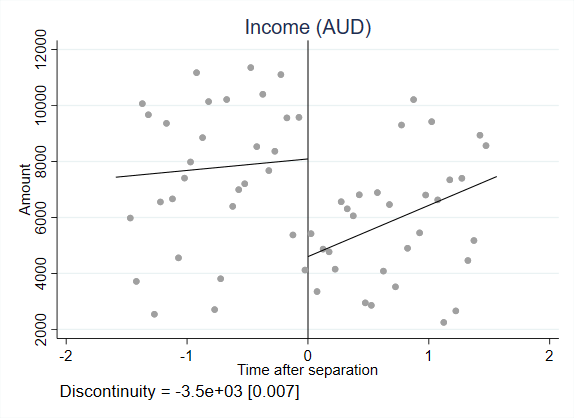 Income (AUD)
12000
10000
8000
6000
4000
2000
Amount
-2
-1
0
1
2
Time after separation
Discontinuity = -3.5e+03 [0.007]